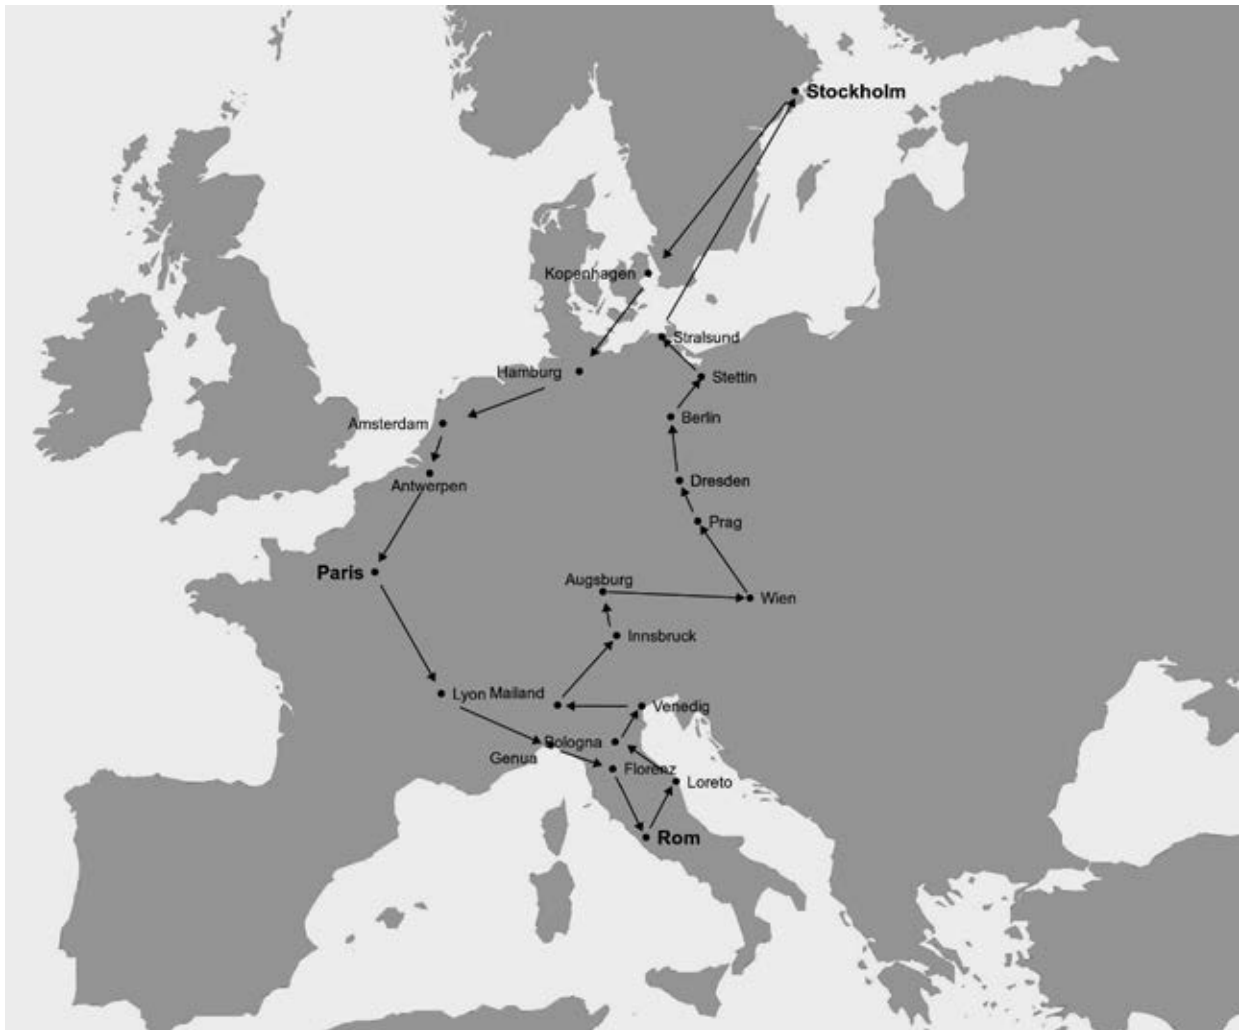 Stockholm
Kopenhagen
Stralsund
Hamburg
Stettin
Berlin
Amsterdam
Antwerpen
Dresden
Prag
Paris
Augsburg
Wien
Innsbruck
Lyon
Mailand
Venedig
Bologna
Genua
Florenz
Loreto
Rom